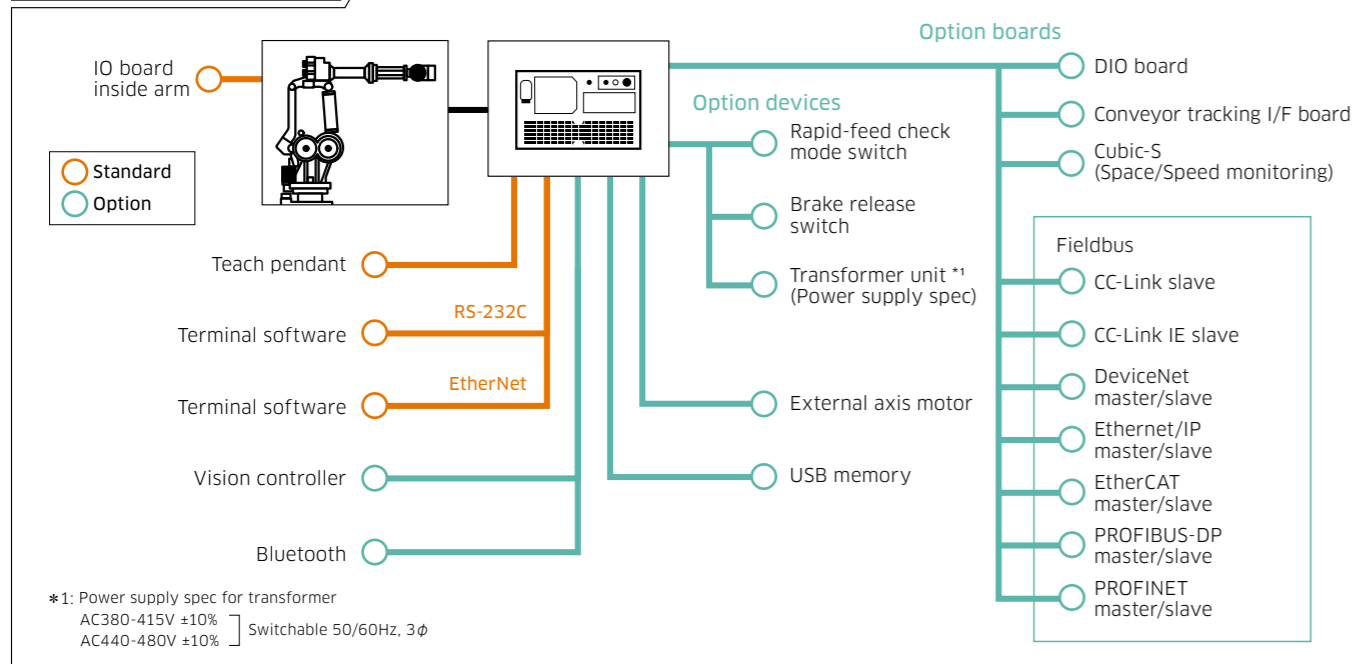 Option boards
IO board
inside arm
DIO board
Option devices
Conveyor tracking I/F board
Rapid-feed check
mode switch
Cubic-S
(Space/Speed monitoring)
Standard
Option
Brake release
switch
Fieldbus
Teach pendant
Transformer unit *1
(Power supply spec)
CC-Link slave
RS-232C
Terminal software
CC-Link IE slave
EtherNet
Terminal software
External axis motor
DeviceNet
master/slave
Ethernet/IP
master/slave
Vision controller
USB memory
EtherCAT
master/slave
Bluetooth
PROFIBUS-DP
master/slave
PROFINET
master/slave
*1: Power supply spec for transformer
AC380-415V ±10%
AC440-480V ±10%
Switchable 50/60Hz, 3ϕ